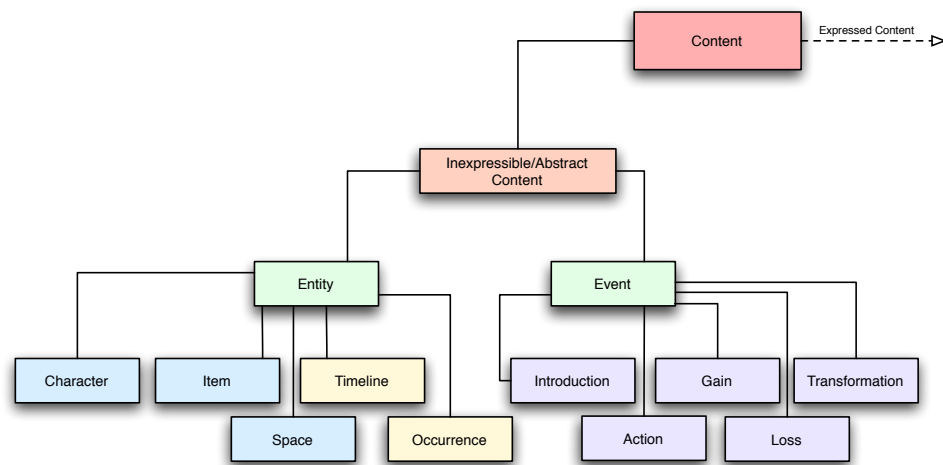 Content
Expressed Content
Inexpressible/Abstract
Content
Entity
Event
Character
Item
Timeline
Introduction
Gain
Transformation
Space
Occurrence
Action
Loss